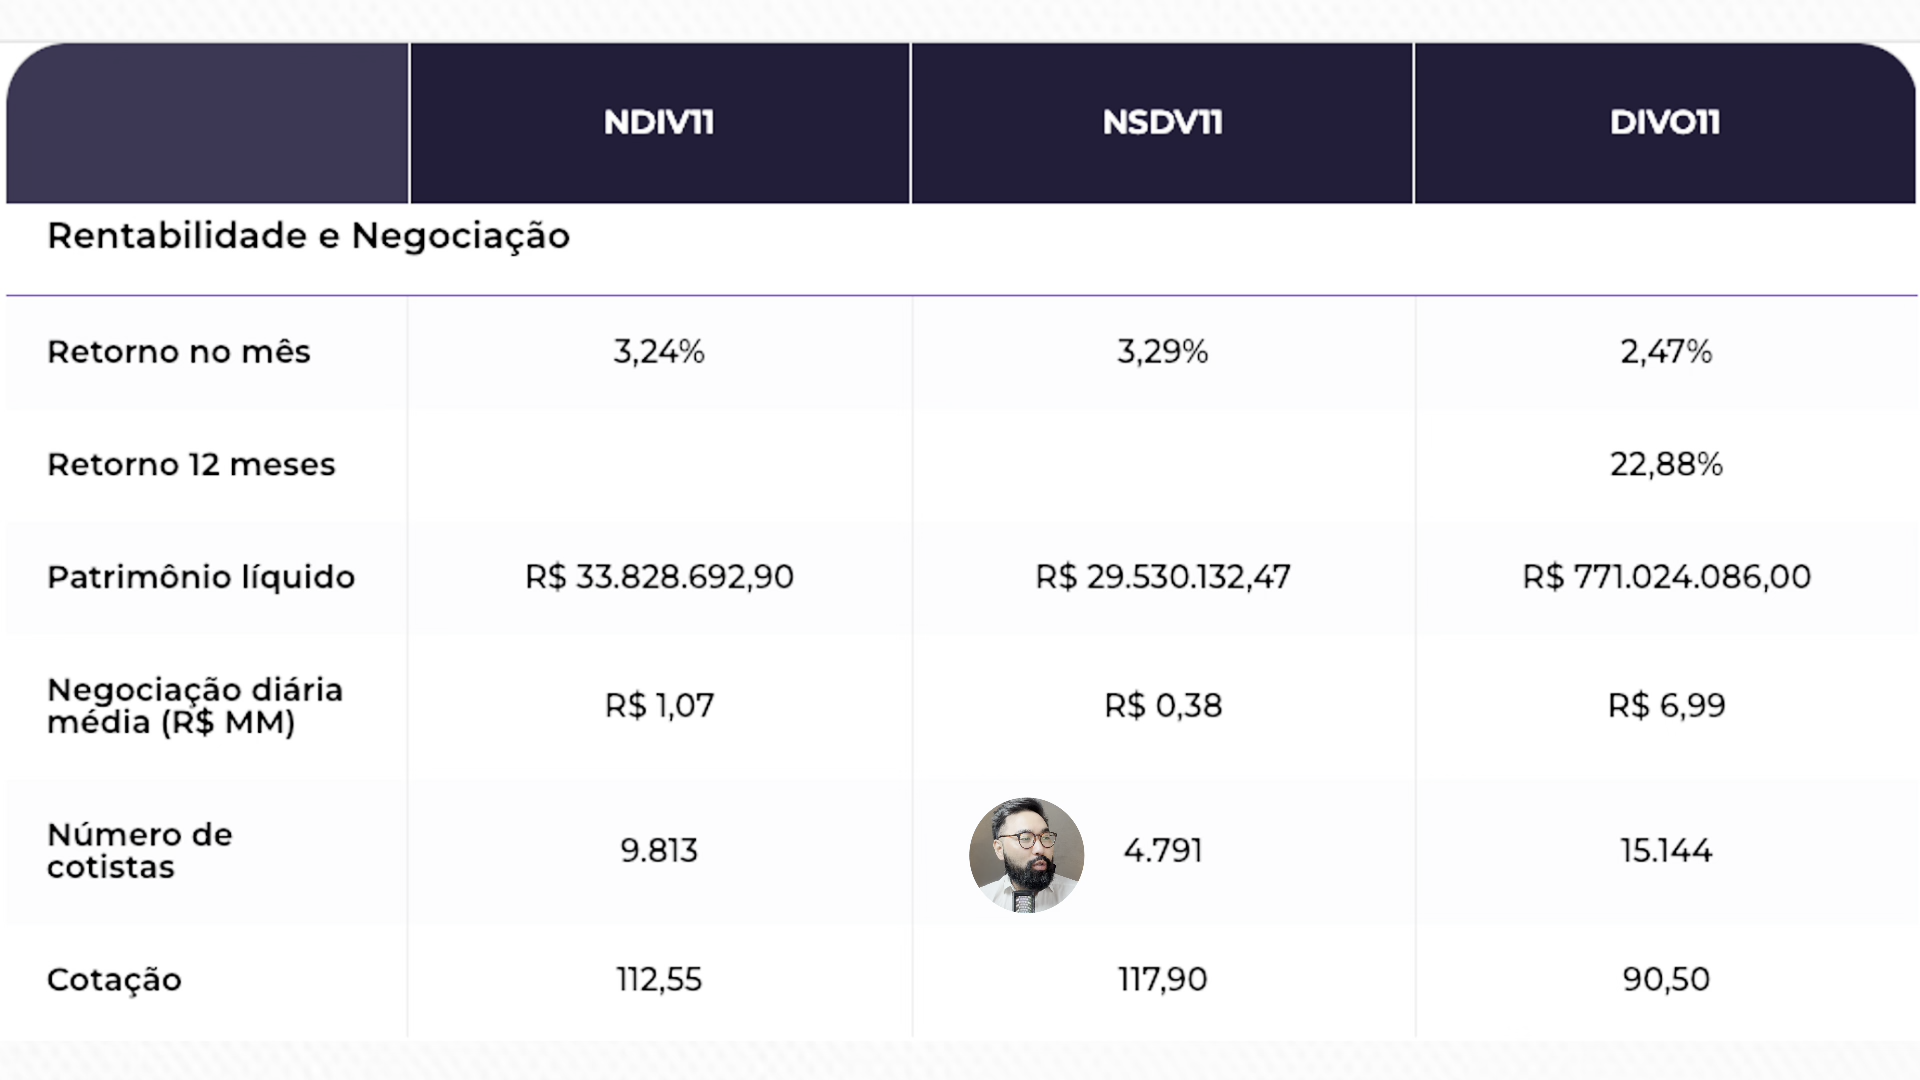 NDIV11 NSDV11 DIVO11
Rentabilidade e Negociação
Retorno no mês 3,24% 3,29% 2,47%
Retorno 12 meses 22,88%
Patrimônio líquido R$ 33.828.692,90 R$ 29.530.132,47 R$ 771.024.086,00
Negociação diária
média (R$ MM) R$ 1,07 R$ 0,38 R$ 6,99
Número de
cotistas 9.813 4.791 15.144
Cotação 112,55 117,90 90,50